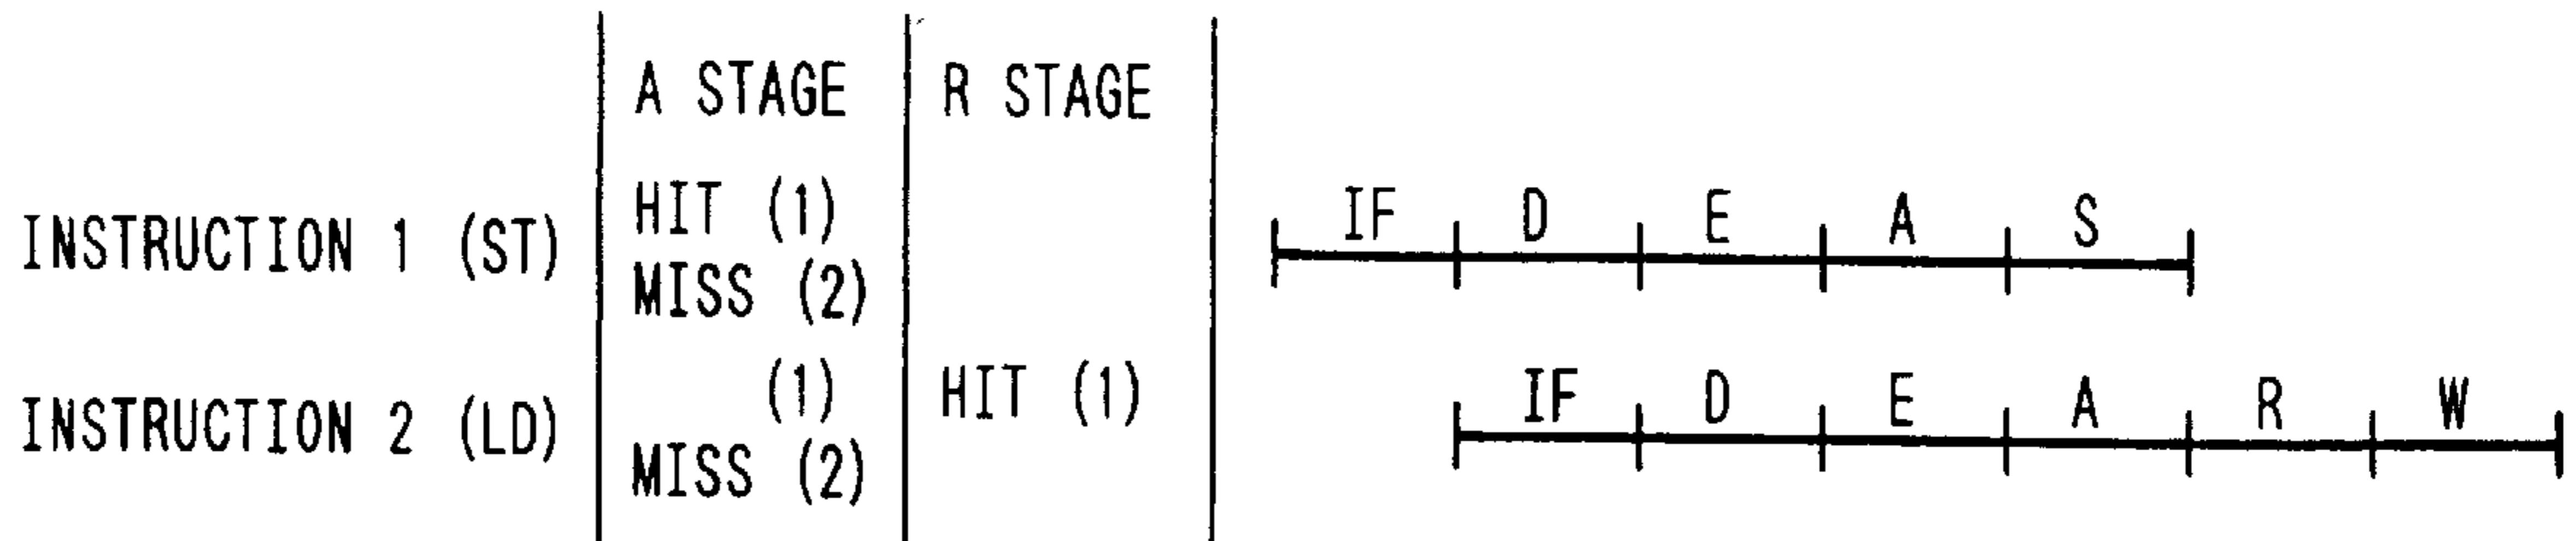 A STAGE R STAGE
HIT (1)
INSTRUCTION 1 (ST) IF D E A S
MISS (2)
(1) HIT (1)
INSTRUCTION 2 (LD) IF D E A R W
MISS (2)